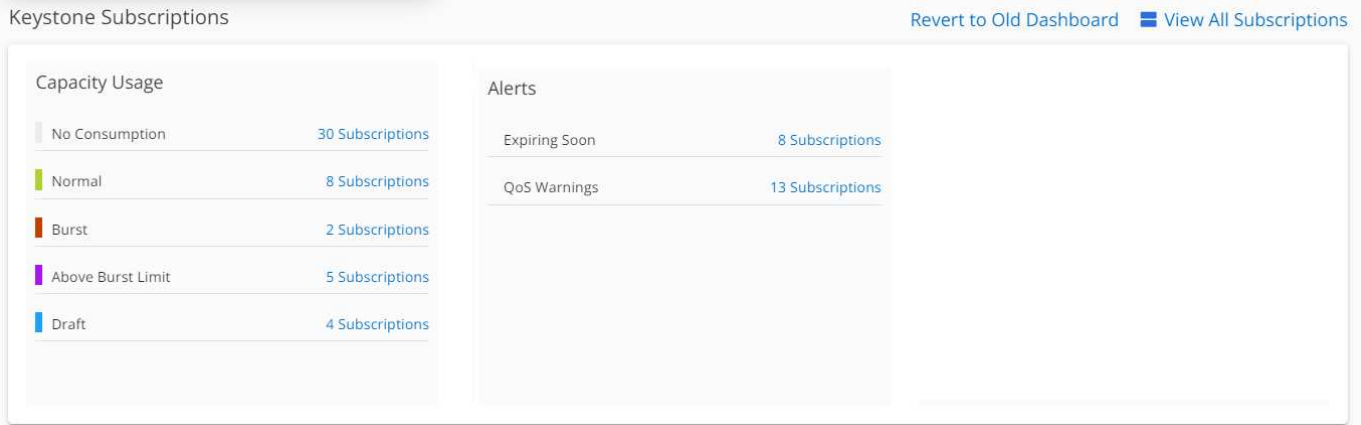 Keystone Subscriptions
Revert to Old Dashboard View All Subscriptions
Capacity Usage
No Consumption 30 Subscriptions
Normal 8 Subscriptions
Burst 2 Subscriptions
Above Burst Limit 5 Subscriptions
Draft 4 Subscriptions
Alerts
Expiring Soon 8 Subscriptions
QoS Warnings 13 Subscriptions